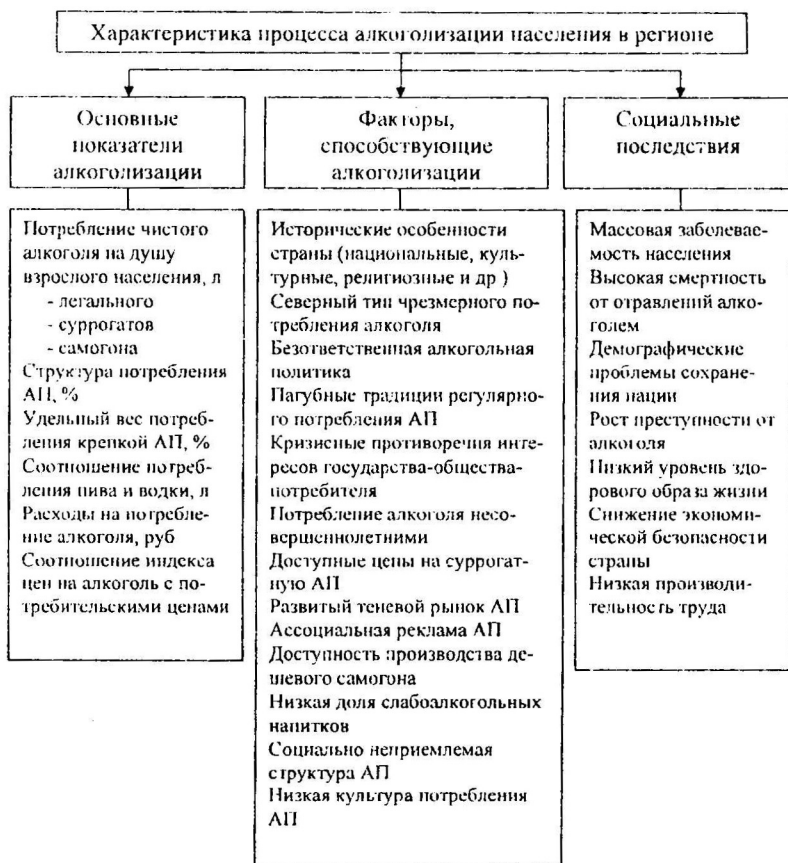 Характеристика процесса алкоголизации населения в регионе
Основные
показатели
алкоголизации
Потребление чистого
алкоголя на душу
взрослого населения, л
- легального
- суррогатов
- самогона
Структура потребления
АП, %
Удельный вес потреб-
ления крепкой АП, %
Соотношение потреб-
ления пива и водки, л
Расходы на потребле-
ние алкоголя, руб
Соотношение индекса
цен на алкоголь с по-
требительскими ценами
Факторы,
способствующие
алкоголизации
Исторические особенности
страны (национальные, куль-
турные, религиозные и др )
Северный тип чрезмерного по-
требления алкоголя
Безответственная алкогольная
политика
Пагубные традиции регулярно-
го потребления АП
Кризисные противоречия инте-
ресов государства-общества-
потребителя
Потребление алкоголя несо-
вершеннолетними
Доступные цены на суррогат-
ную АП
Развитый теневой рынок АП
Ассоциальная реклама АП
Доступность производства де-
шевого самогона
Низкая доля слабоалкогольных
напитков
Социально неприемлемая
структура АП
Низкая культура потребления
АП
Социальные
последствия
Массовая заболевае-
мость населения
Высокая смертность
от отравлений алко-
голем
Демографические
проблемы сохране-
ния нации
Рост преступности от
алкоголя
Низкий уровень здо-
рового образа жизни
Снижение экономи-
ческой безопасности
страны
Низкая производи-
тельность труда